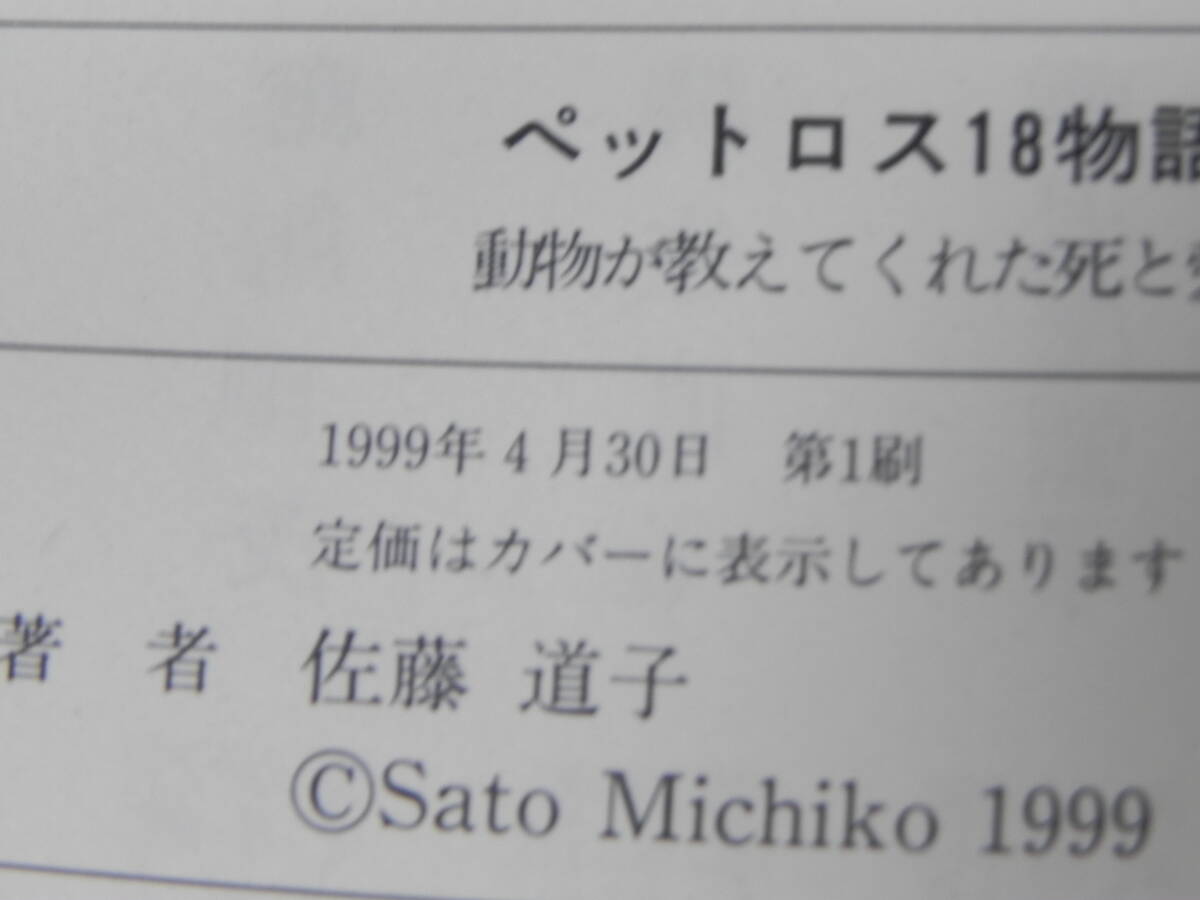 ペットロス18物語
動物が教えてくれた死と
1999年 4 月30日　第1刷
定価はカバーに表示してあります
著　者　佐藤 道子
©Sato Michiko 1999